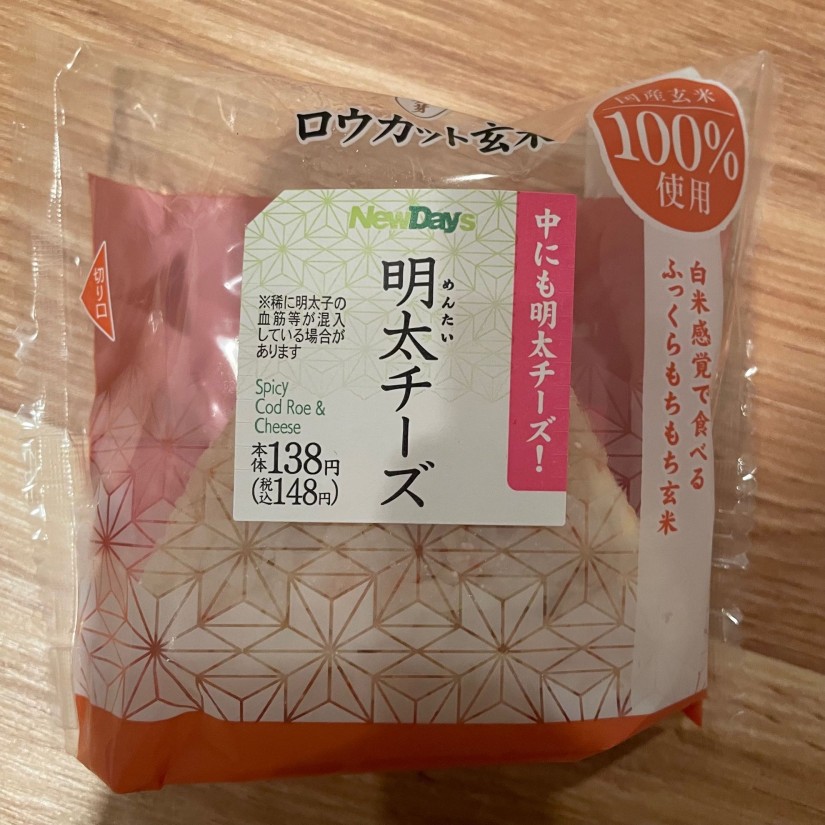 ロウカット玄米
国産玄米
100%
使用
切り口
NewDays
中にも明太チーズ!
めんたい
明太チーズ
※稀に明太子の
血筋等が混入
している場合が
あります
Spicy
Cod Roe &
Cheese
本体138円
(税込148円)
白米感覚で食べる
ふっくらもちもち玄米